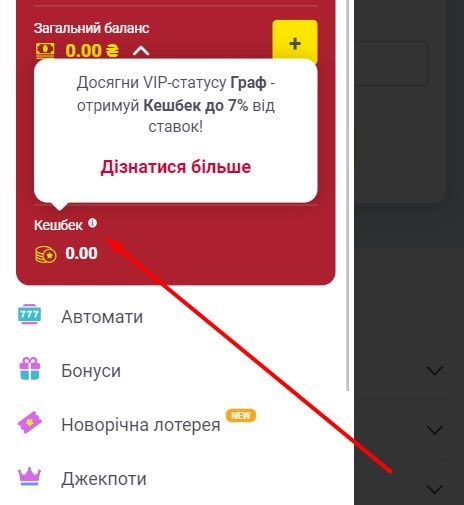 Загальний баланс
0.00 ₴
+
Досягни VIP-статусу Граф -
отримуй Кешбек до 7% від
ставок!
Дізнатися більше
Кешбек
0.00
777 Автомати
Бонуси
Новорічна лотерея NEW
Джекпоти